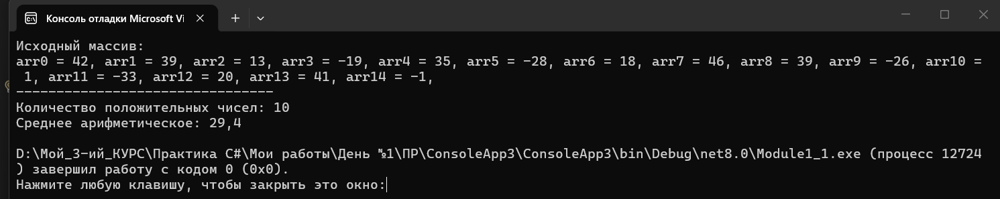 Консоль отладки Microsoft Vi
Исходный массив:
arr0 = 42, arr1 = 39, arr2 = 13, arr3 = -19, arr4 = 35, arr5 = -28, arr6 = 18, arr7 = 46, arr8 = 39, arr9 = -26, arr10 =
 1, arr11 = -33, arr12 = 20, arr13 = 41, arr14 = -1,
--------------------------------
Количество положительных чисел: 10
Среднее арифметическое: 29,4
D:\Мой_3-ий_КУРС\Практика C#\Мои работы\День №1\ПР\ConsoleApp3\ConsoleApp3\bin\Debug\net8.0\Module1_1.exe (процесс 12724
) завершил работу с кодом 0 (0x0).
Нажмите любую клавишу, чтобы закрыть это окно: